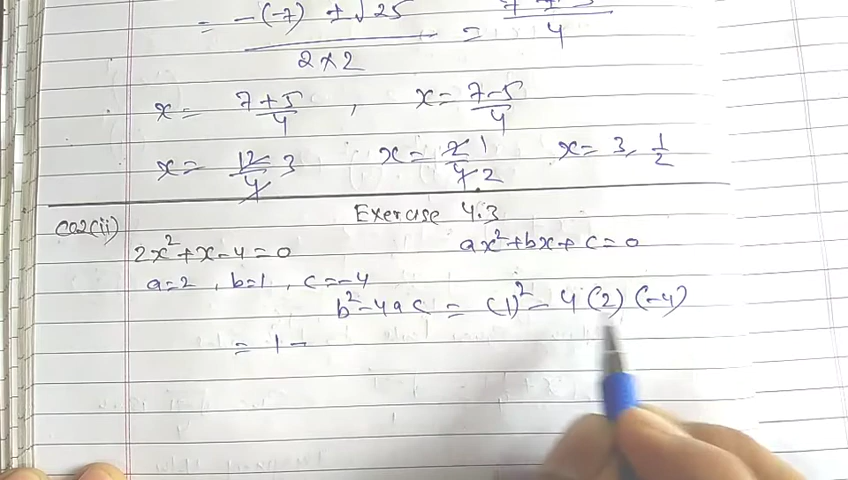 = -(-7) ± √25 / 2×2 = / 4
x = 7+5/4 , x = 7-5/4
x = 12/4 3 x = 2/4 1 2 x = 3, 1/2
Exercise 4.3
Q2(ii)
2x²+x-4=0 ax²+bx+c=0
a=2 , b=1 , c=-4
b²-4ac = (1)² - 4(2)(-4)
= 1 -